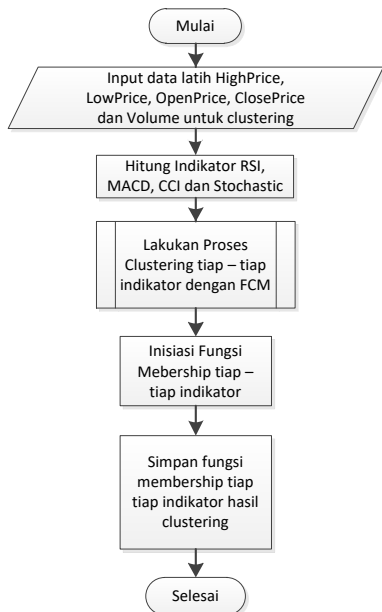 Mulai
Input data latih HighPrice,
LowPrice, OpenPrice, ClosePrice
dan Volume untuk clustering
Hitung Indikator RSI,
MACD, CCI dan Stochastic
Lakukan Proses
Clustering tiap – tiap
indikator dengan FCM
Inisiasi Fungsi
Mebership tiap –
tiap indikator
Simpan fungsi
membership tiap
tiap indikator hasil
clustering
Selesai